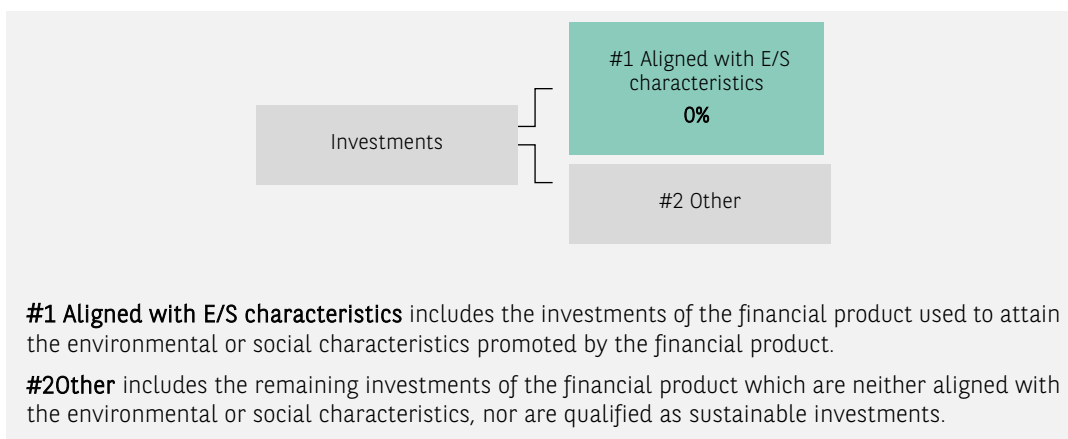 #1 Aligned with E/S
characteristics
0%
Investments
#2 Other
#1 Aligned with E/S characteristics includes the investments of the financial product used to attain
the environmental or social characteristics promoted by the financial product.
#2Other includes the remaining investments of the financial product which are neither aligned with
the environmental or social characteristics, nor are qualified as sustainable investments.